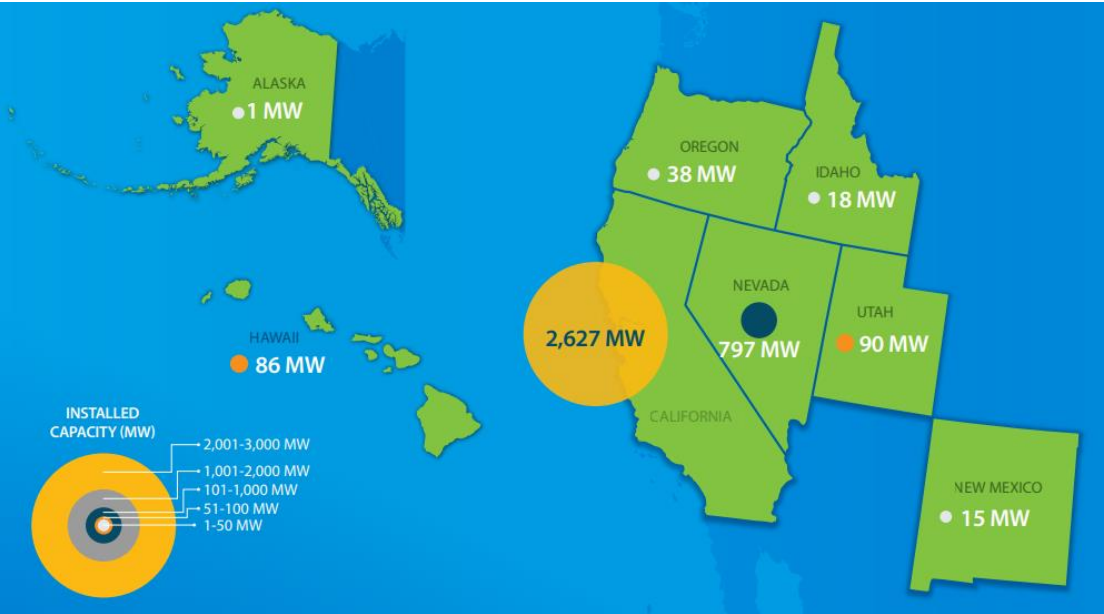 ALASKA
1 MW
OREGON
38 MW
IDAHO
18 MW
NEVADA
797 MW
UTAH
90 MW
2,627 MW
CALIFORNIA
HAWAII
86 MW
NEW MEXICO
15 MW
INSTALLED
CAPACITY (MW)
2,001-3,000 MW
1,001-2,000 MW
101-1,000 MW
51-100 MW
1-50 MW